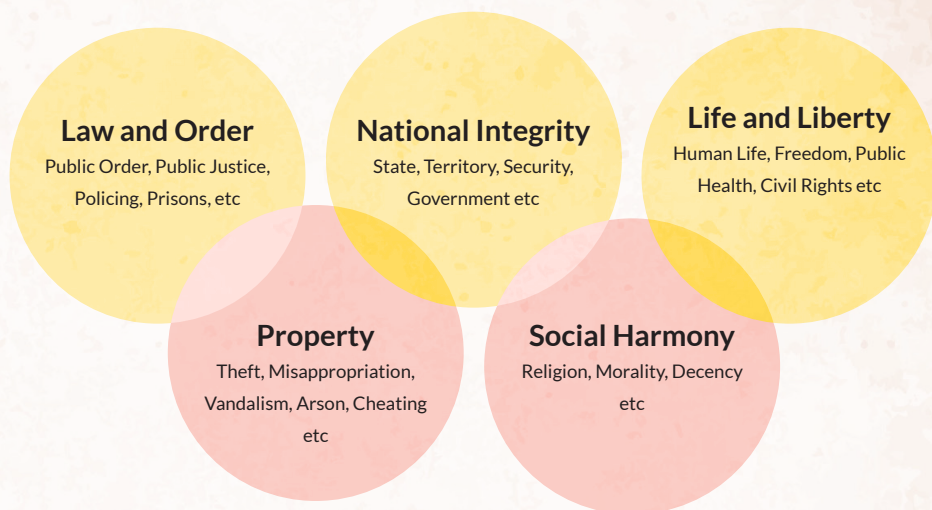 Law and Order
Public Order, Public Justice,
Policing, Prisons, etc
National Integrity
State, Territory, Security,
Government etc
Life and Liberty
Human Life, Freedom, Public
Health, Civil Rights etc
Property
Theft, Misappropriation,
Vandalism, Arson, Cheating
etc
Social Harmony
Religion, Morality, Decency
etc